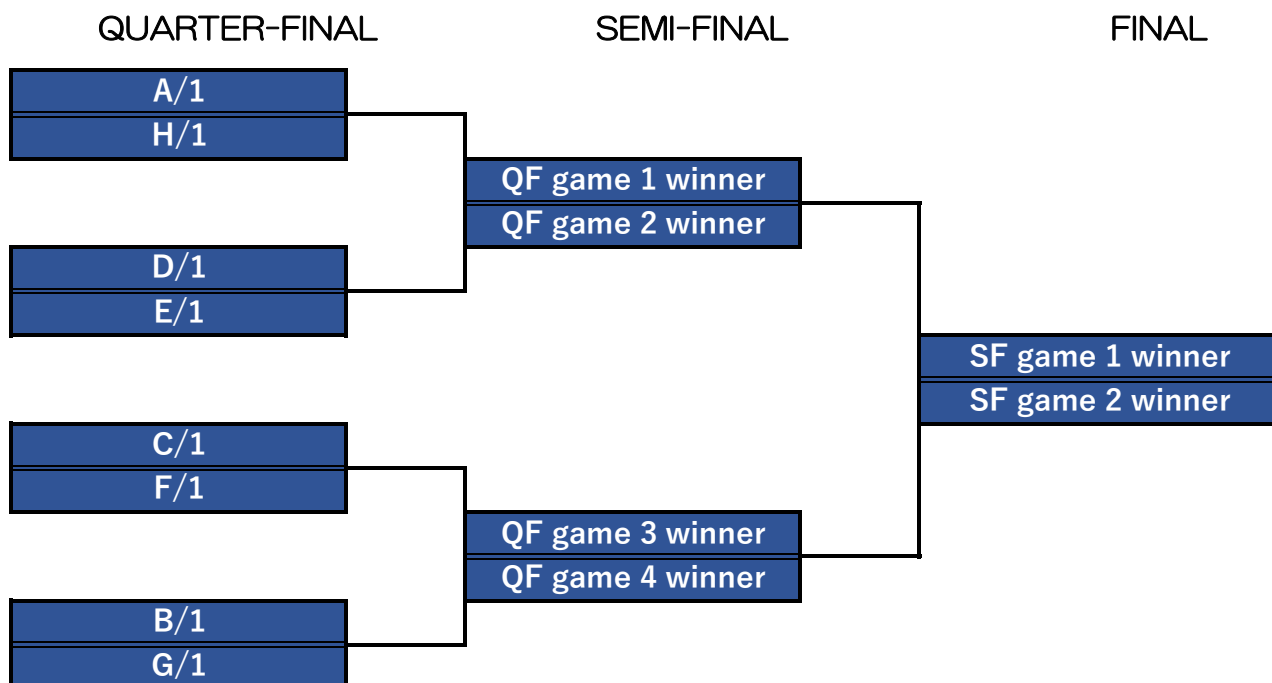 QUARTER-FINAL SEMI-FINAL FINAL
A/1
H/1
QF game 1 winner
QF game 2 winner
D/1
E/1
SF game 1 winner
SF game 2 winner
C/1
F/1
QF game 3 winner
QF game 4 winner
B/1
G/1